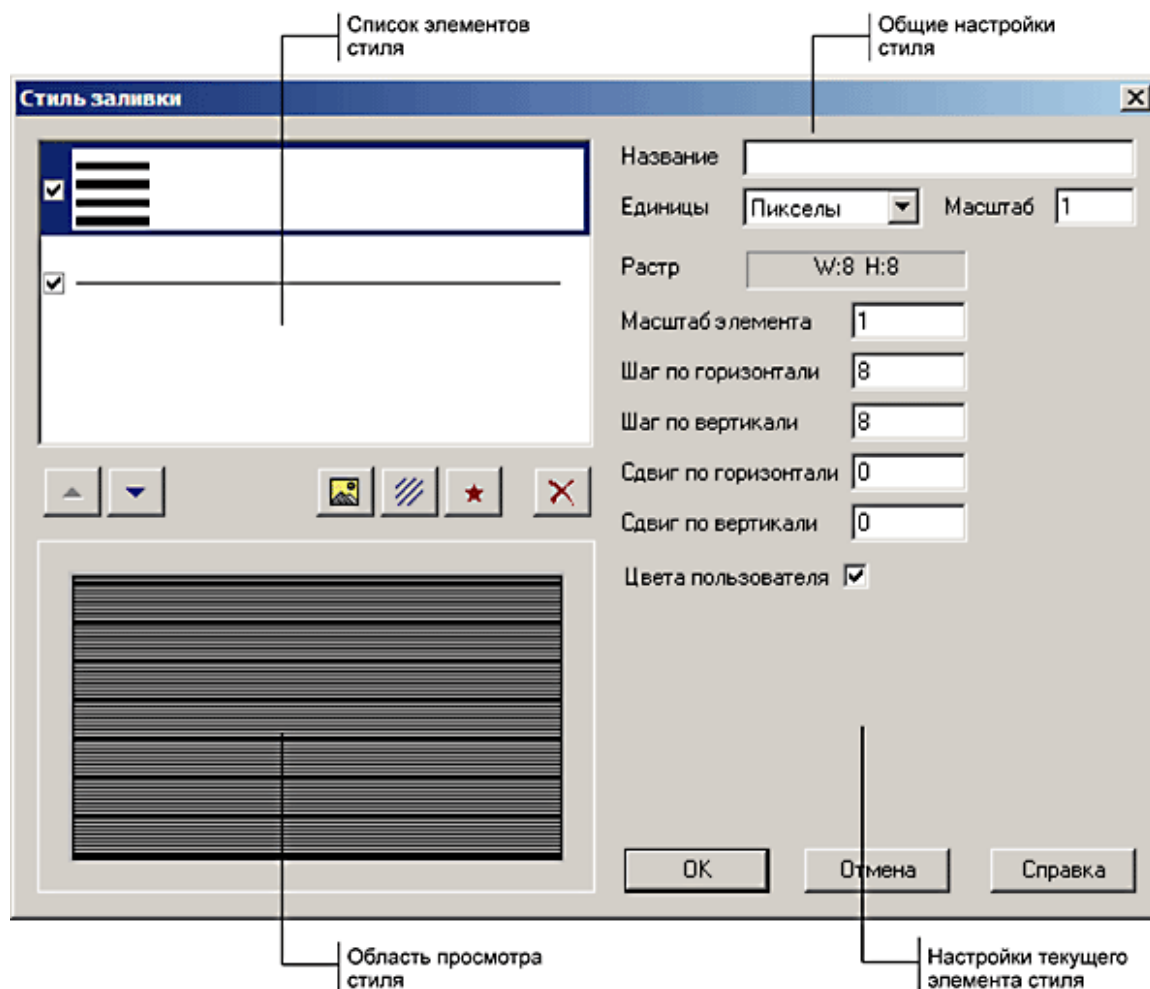 Список элементов
стиля
Общие настройки
стиля
Стиль заливки
Название
Единицы Пикселы Масштаб 1
Растр W:8 H:8
Масштаб элемента 1
Шаг по горизонтали 8
Шаг по вертикали 8
Сдвиг по горизонтали 0
Сдвиг по вертикали 0
Цвета пользователя
OK Отмена Справка
Область просмотра
стиля
Настройки текущего
элемента стиля